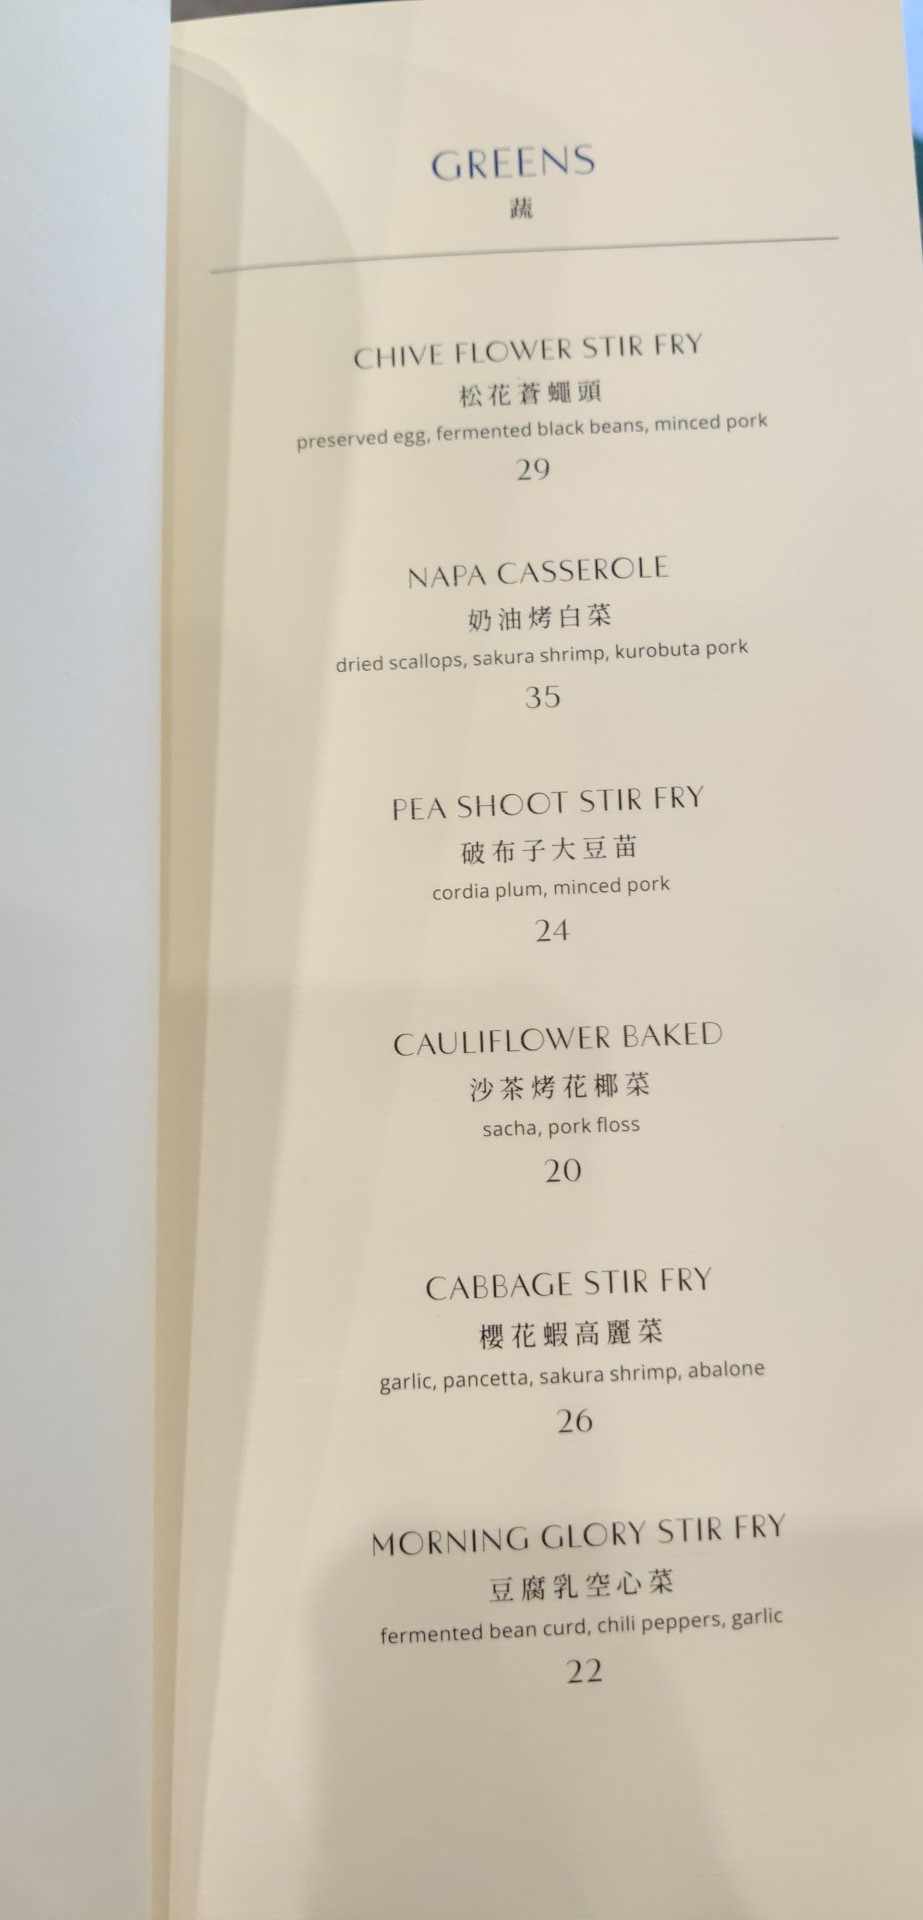 GREENS
蔬
CHIVE FLOWER STIR FRY
松花蒼蠅頭
preserved egg, fermented black beans, minced pork
29
NAPA CASSEROLE
奶油烤白菜
dried scallops, sakura shrimp, kurobuta pork
35
PEA SHOOT STIR FRY
破布子大豆苗
cordia plum, minced pork
24
CAULIFLOWER BAKED
沙茶烤花椰菜
sacha, pork floss
20
CABBAGE STIR FRY
櫻花蝦高麗菜
garlic, pancetta, sakura shrimp, abalone
26
MORNING GLORY STIR FRY
豆腐乳空心菜
fermented bean curd, chili peppers, garlic
22